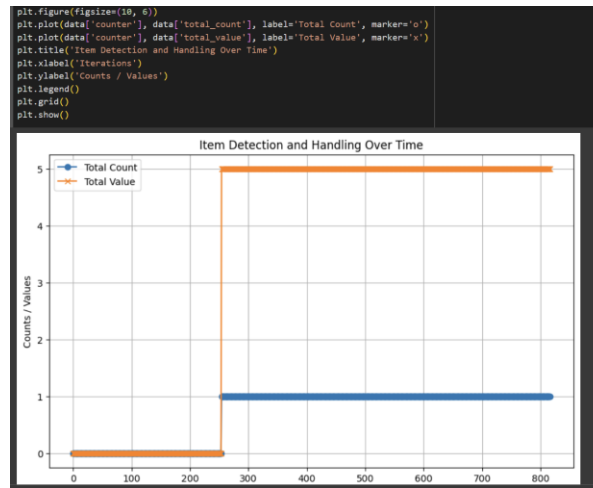 plt.figure(figsize=(10, 6))
plt.plot(data['counter'], data['total_count'], label='Total Count', marker='o')
plt.plot(data['counter'], data['total_value'], label='Total Value', marker='x')
plt.title('Item Detection and Handling Over Time')
plt.xlabel('Iterations')
plt.ylabel('Counts / Values')
plt.legend()
plt.grid()
plt.show()
Item Detection and Handling Over Time
Total Count
Total Value
Counts / Values
5
4
3
2
1
0
0 100 200 300 400 500 600 700 800